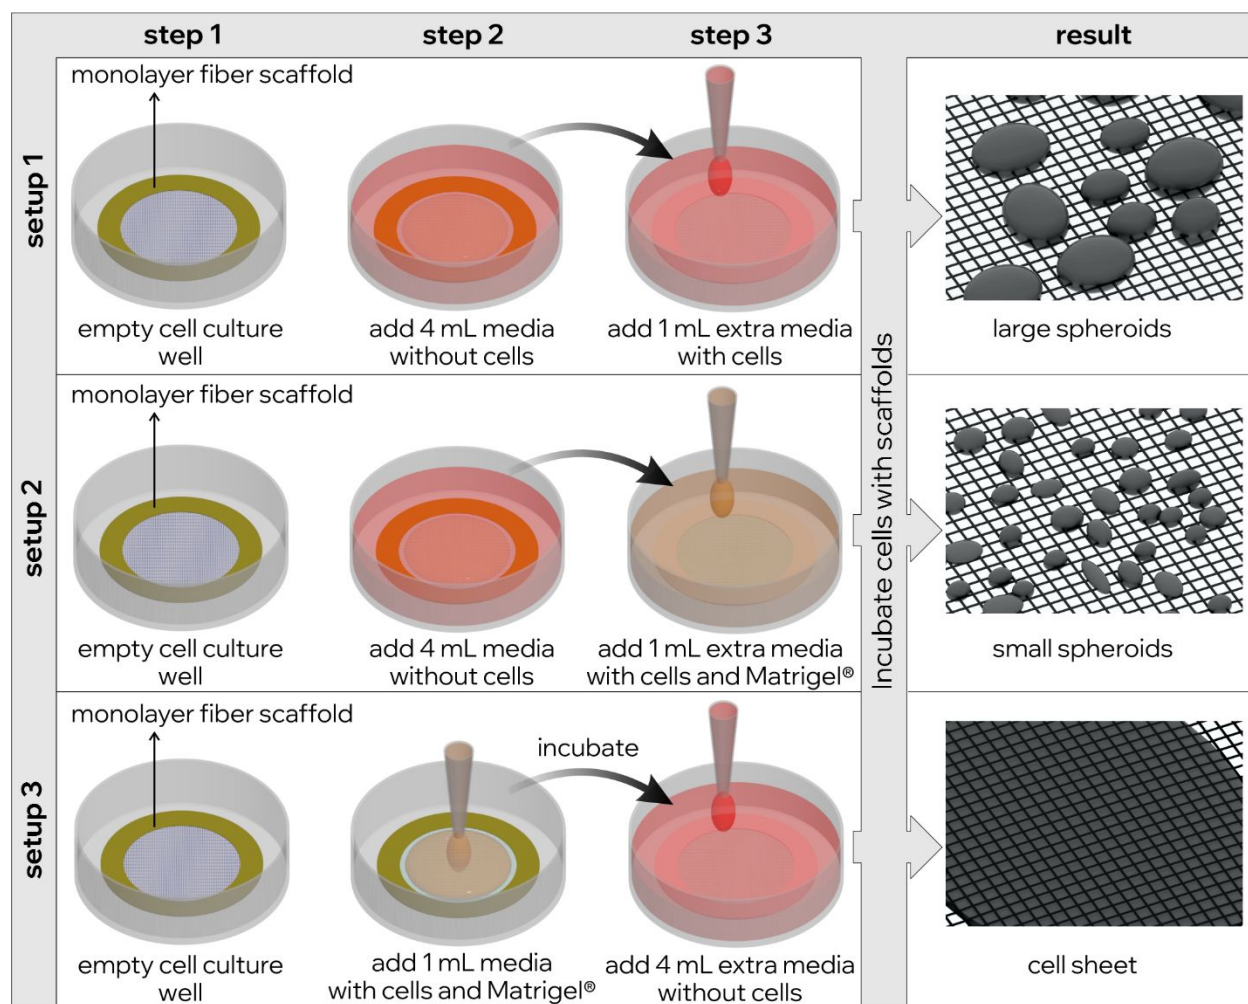 step 1
step 2
step 3
result
setup 1
monolayer fiber scaffold
empty cell culture
well
add 4 mL media
without cells
add 1 mL extra media
with cells
large spheroids
Incubate cells with scaffolds
setup 2
monolayer fiber scaffold
empty cell culture
well
add 4 mL media
without cells
add 1 mL extra media
with cells and Matrigel®
small spheroids
setup 3
monolayer fiber scaffold
incubate
empty cell culture
well
add 1 mL media
with cells and Matrigel®
add 4 mL extra media
without cells
cell sheet